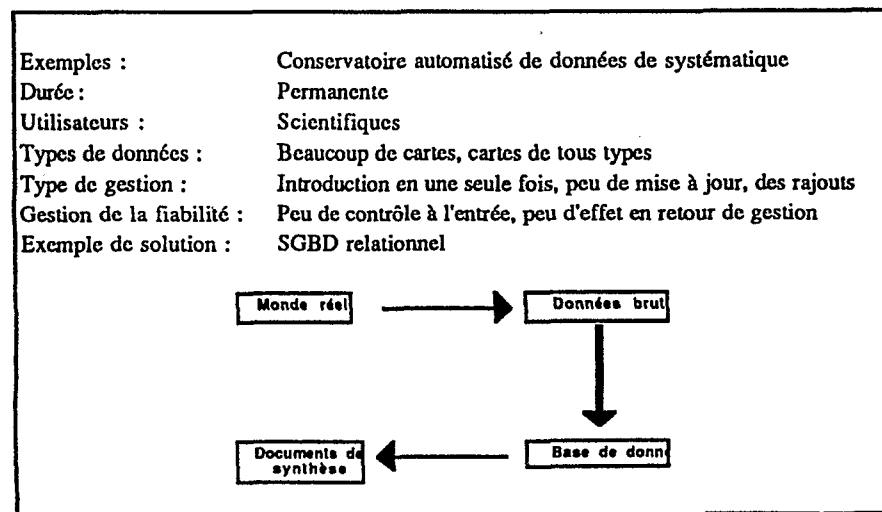 Exemples : Conservatoire automatisé de données de systématique
Durée : Permanente
Utilisateurs : Scientifiques
Types de données : Beaucoup de cartes, cartes de tous types
Type de gestion : Introduction en une seule fois, peu de mise à jour, des rajouts
Gestion de la fiabilité : Peu de contrôle à l'entrée, peu d'effet en retour de gestion
Exemple de solution : SGBD relationnel
Monde réel Données brut
Documents de Base de donn
synthèse